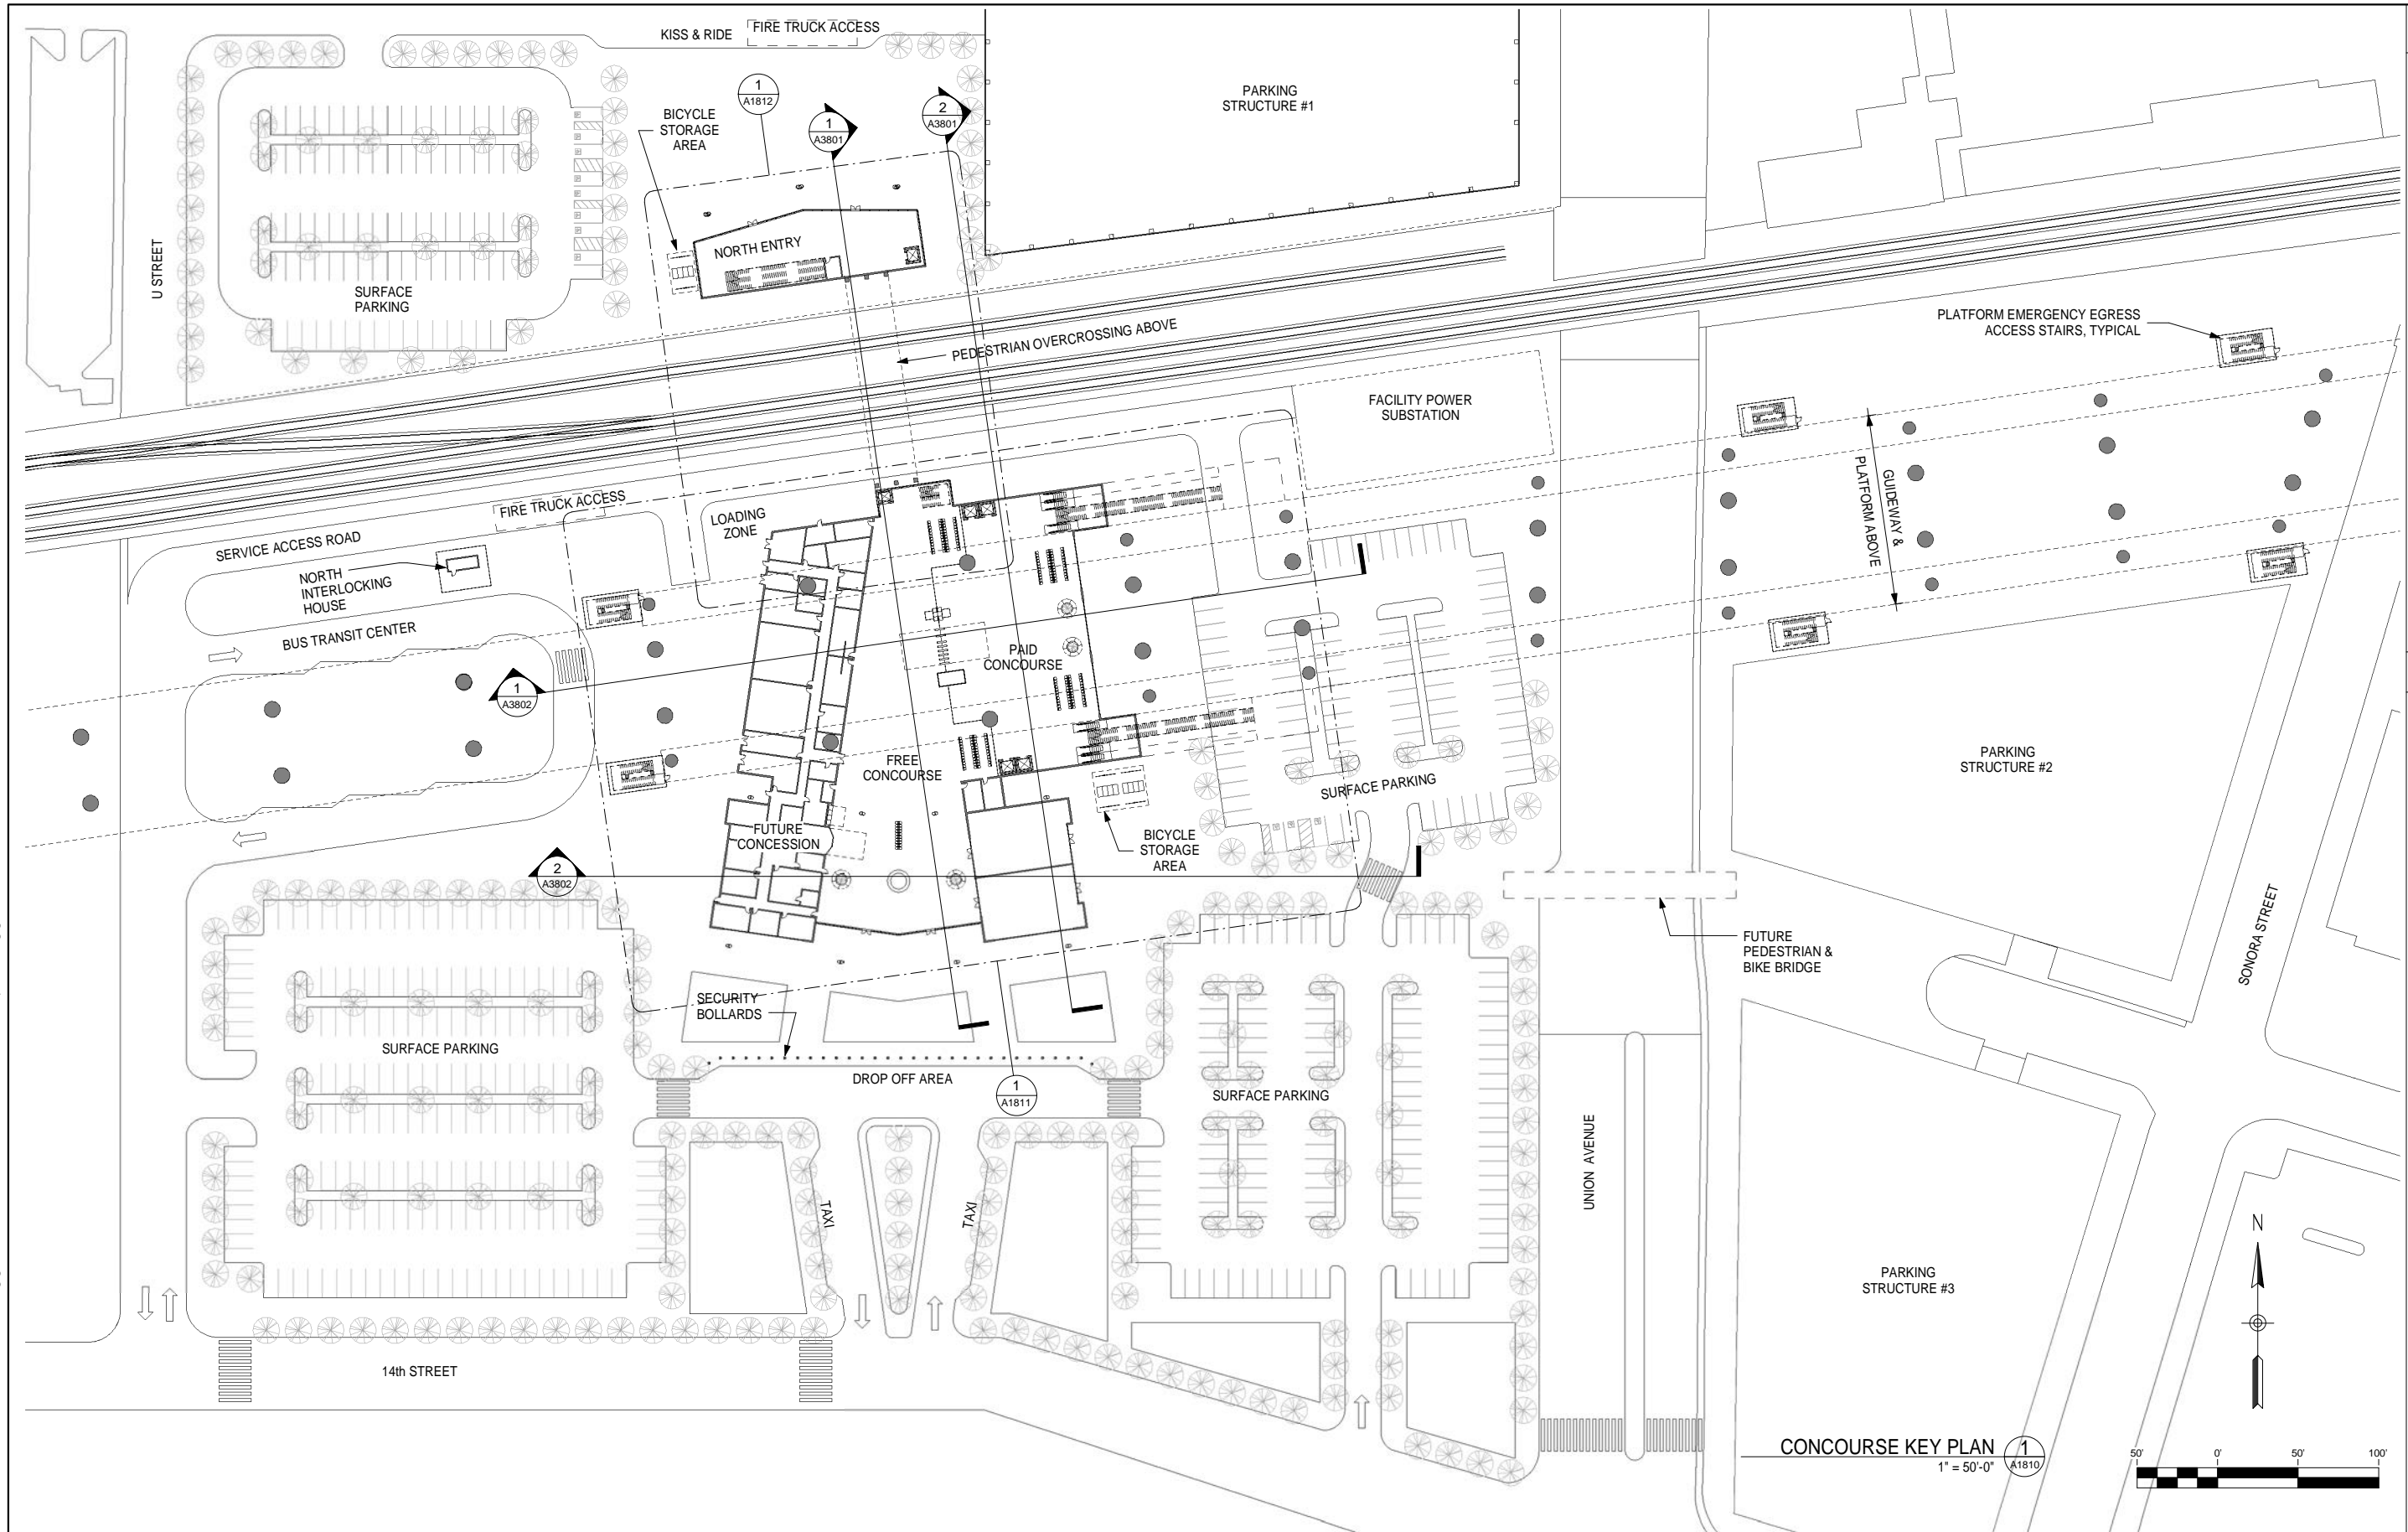 KISS & RIDE
FIRE TRUCK ACCESS
PARKING
STRUCTURE #1
1
A1812
1
A3801
2
A3801
BICYCLE
STORAGE
AREA
U STREET
NORTH ENTRY
SURFACE
PARKING
PEDESTRIAN OVERCROSSING ABOVE
PLATFORM EMERGENCY EGRESS
ACCESS STAIRS, TYPICAL
FACILITY POWER
SUBSTATION
GUIDEWAY &
PLATFORM ABOVE
FIRE TRUCK ACCESS
LOADING
ZONE
SERVICE ACCESS ROAD
NORTH
INTERLOCKING
HOUSE
BUS TRANSIT CENTER
1
A3802
PAID
CONCOURSE
FREE
CONCOURSE
SURFACE PARKING
PARKING
STRUCTURE #2
FUTURE
CONCESSION
BICYCLE
STORAGE
AREA
2
A3802
SONORA STREET
FUTURE
PEDESTRIAN &
BIKE BRIDGE
SECURITY
BOLLARDS
SURFACE PARKING
DROP OFF AREA
1
A1811
SURFACE PARKING
UNION AVENUE
TAXI
TAXI
N
PARKING
STRUCTURE #3
14th STREET
CONCOURSE KEY PLAN
1" = 50'-0"
1
A1810
50' 0' 50' 100'